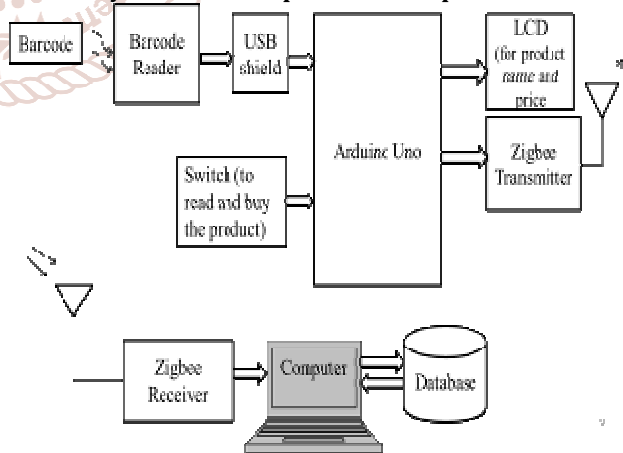 Barcode
Barcode
Reader
USB
shield
Arduino Uno
LCD
(for product
name and
price
Zigbee
Transmitter
Switch (to
read and buy
the product)
Zigbee
Receiver
Computer
Database